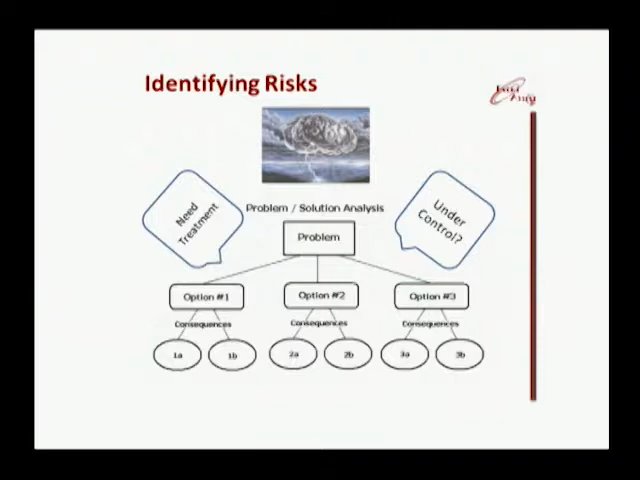 Identifying Risks
Need
Treatment
Problem / Solution Analysis
Under
Control?
Problem
Option #1
Option #2
Option #3
Consequences
Consequences
Consequences
1a
1b
2a
2b
3a
3b